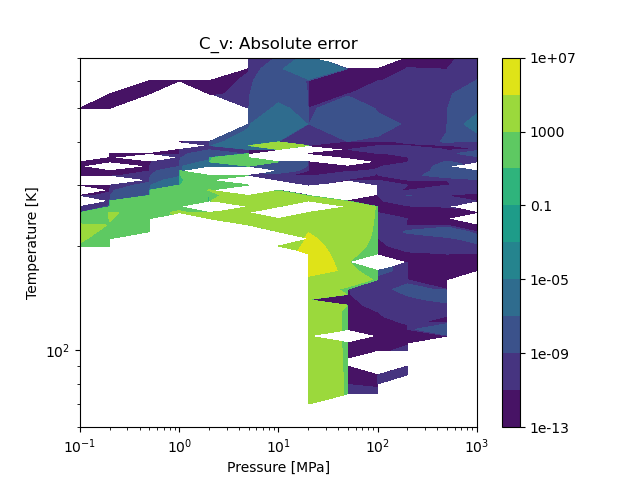 C_v: Absolute error
Temperature [K]
10²
10⁻¹ 10⁰ 10¹ 10² 10³
Pressure [MPa]
1e+07
1000
0.1
1e-05
1e-09
1e-13